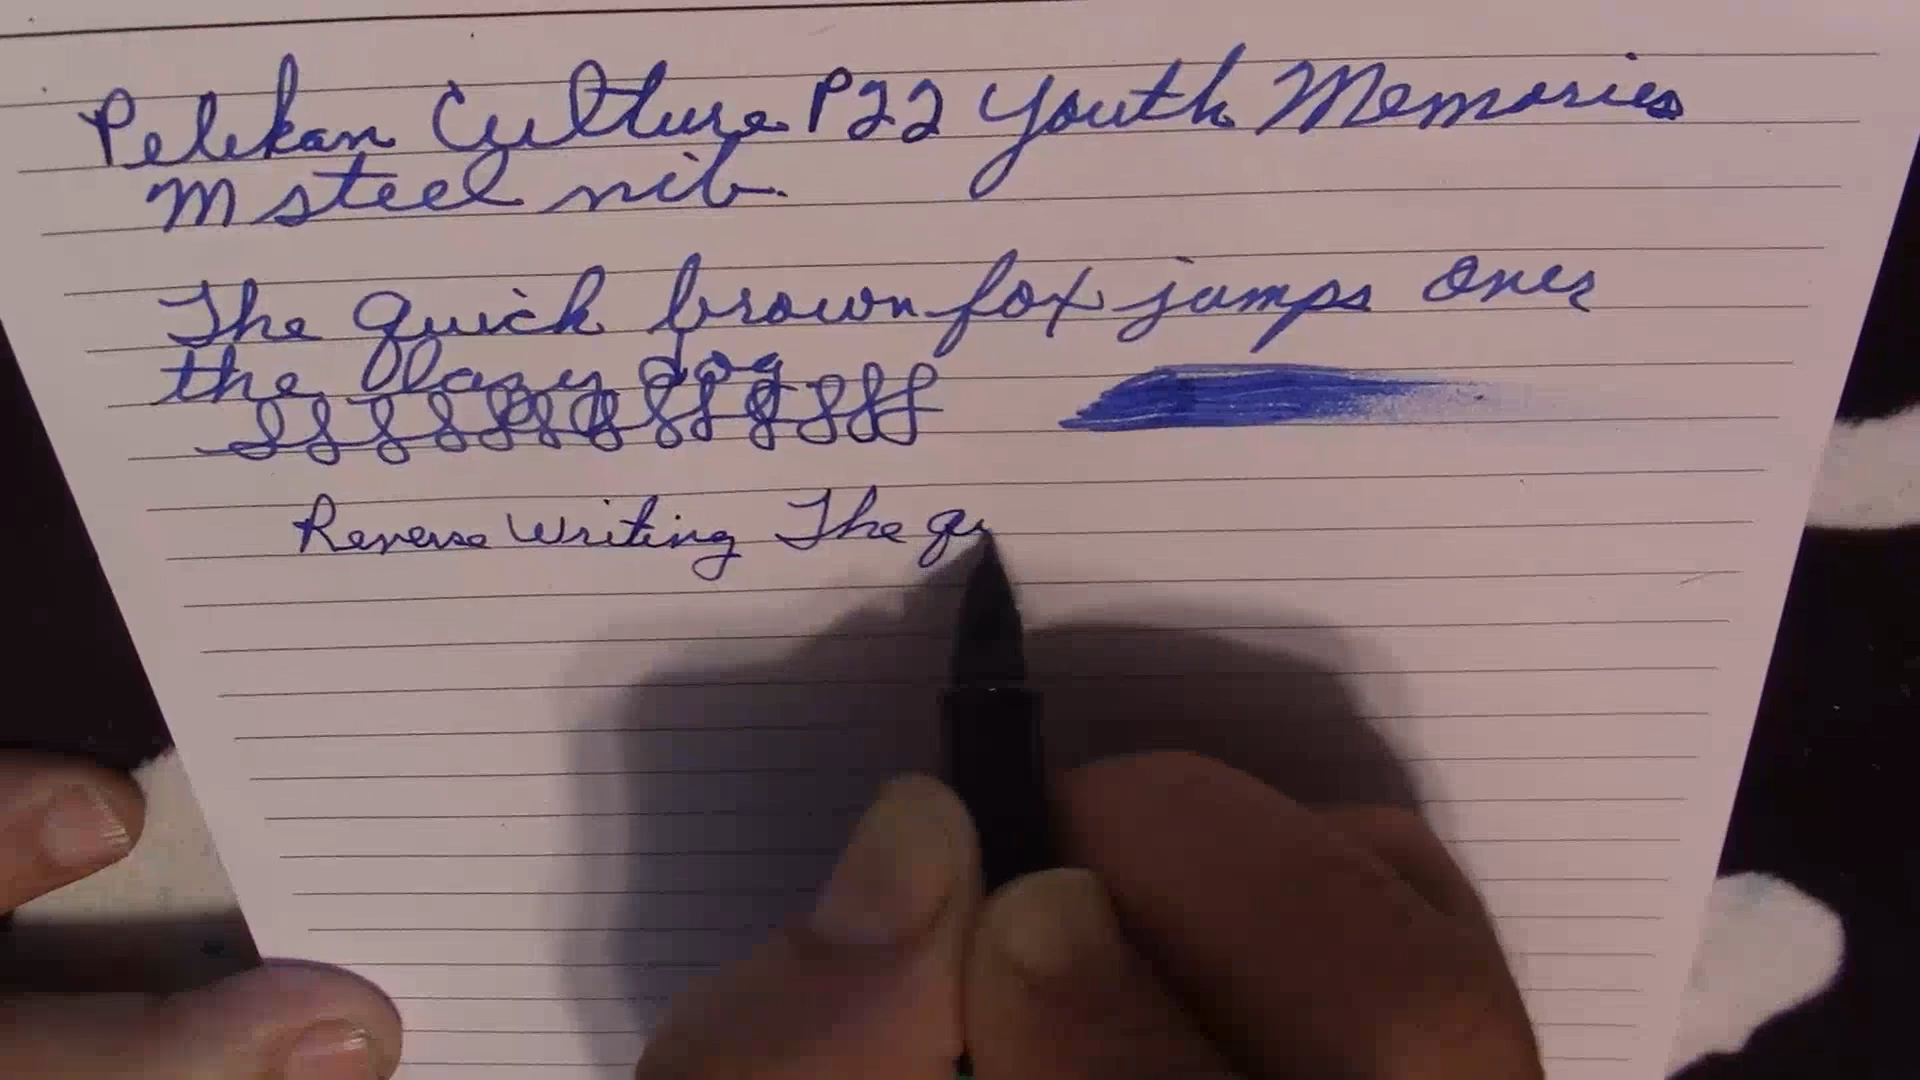 Pelikan Culture P22 Youth Memories
M steel nib.
The quick brown fox jumps over
the lazy dog
Reverse Writing The qu